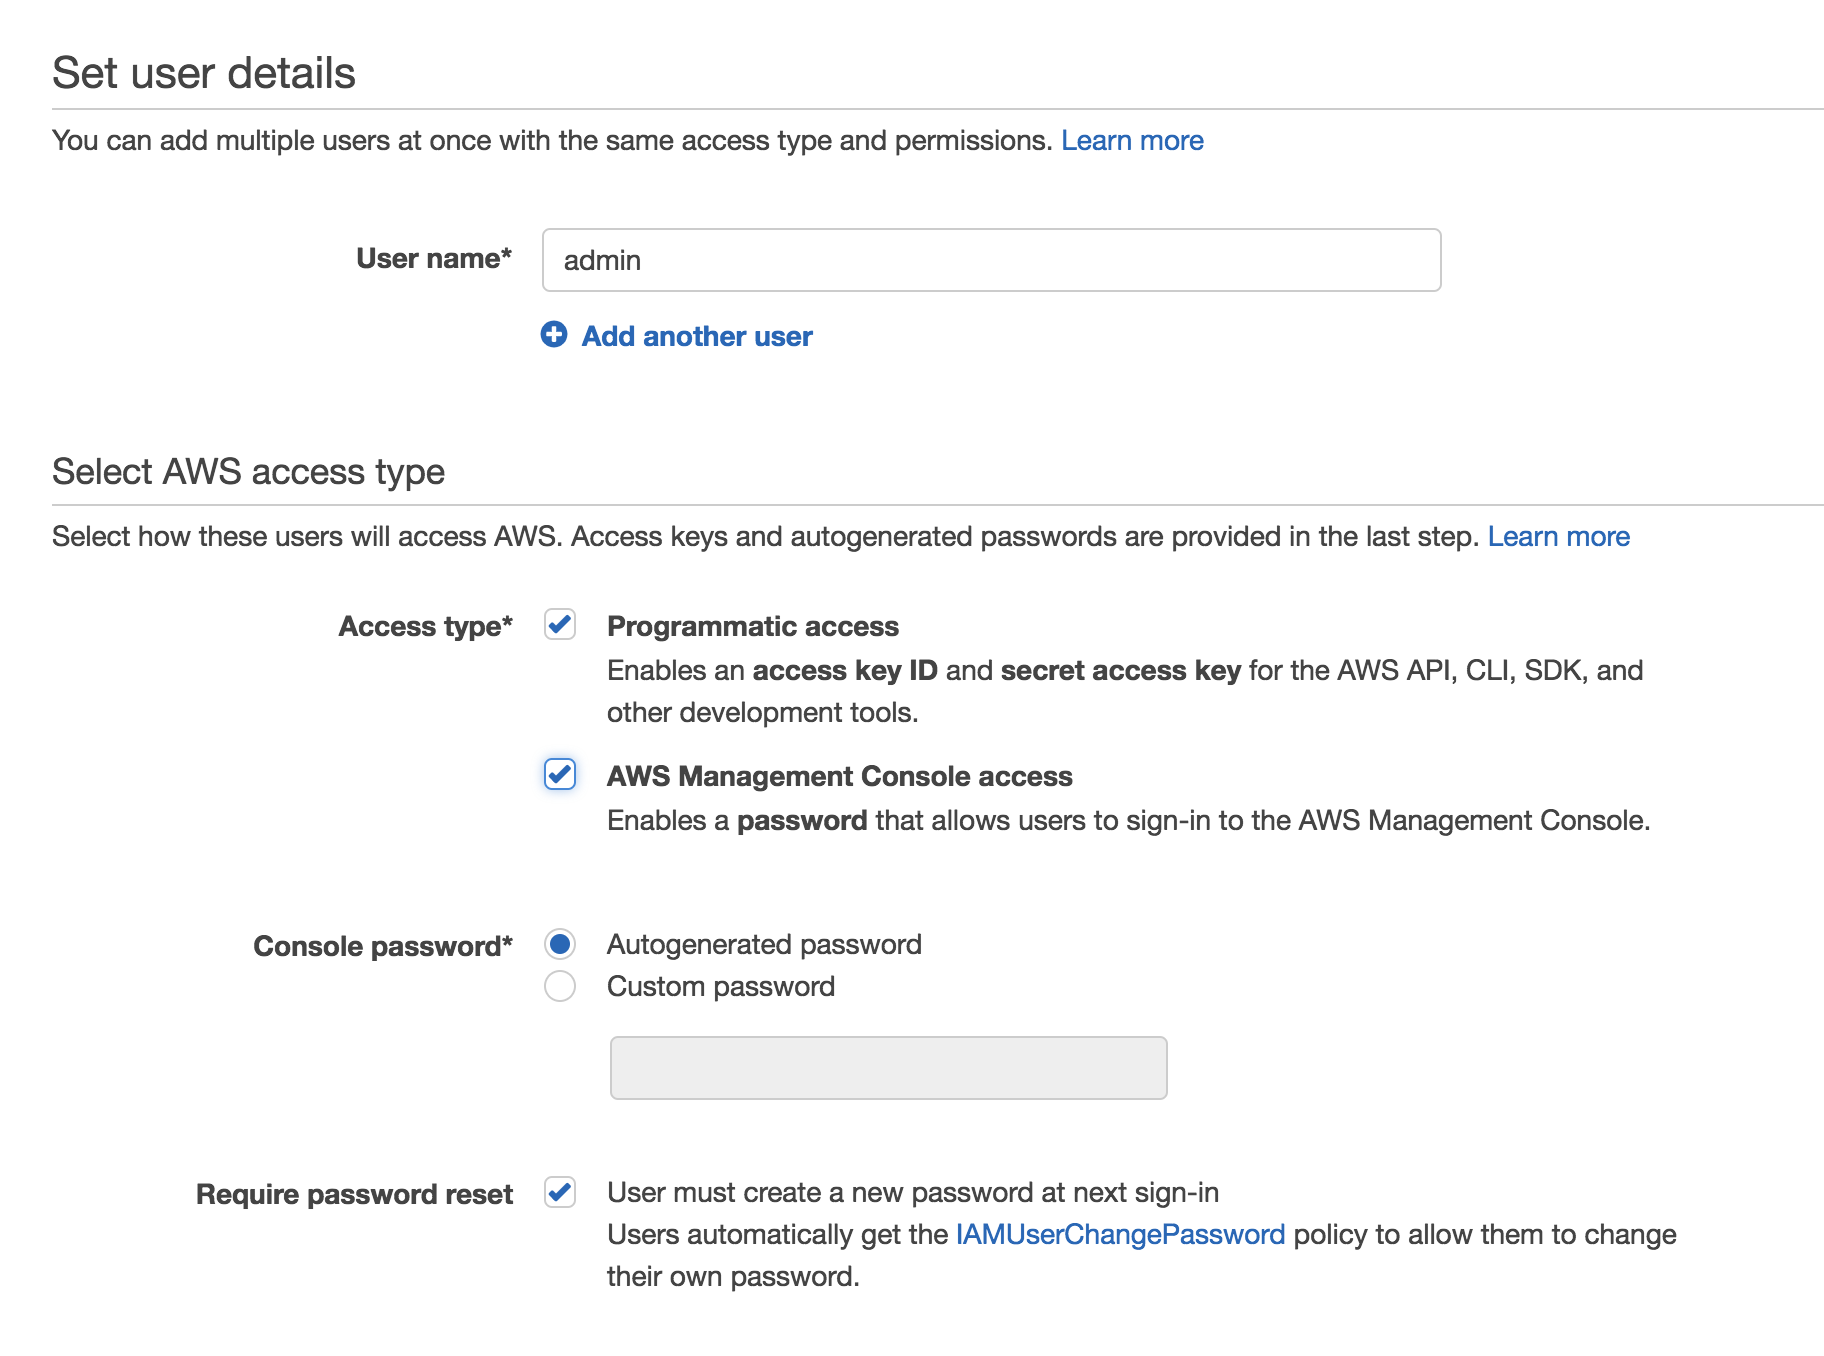 Set user details
You can add multiple users at once with the same access type and permissions. Learn more
User name* admin
Add another user
Select AWS access type
Select how these users will access AWS. Access keys and autogenerated passwords are provided in the last step. Learn more
Access type* Programmatic access
Enables an access key ID and secret access key for the AWS API, CLI, SDK, and
other development tools.
AWS Management Console access
Enables a password that allows users to sign-in to the AWS Management Console.
Console password* Autogenerated password
Custom password
Require password reset User must create a new password at next sign-in
Users automatically get the IAMUserChangePassword policy to allow them to change
their own password.